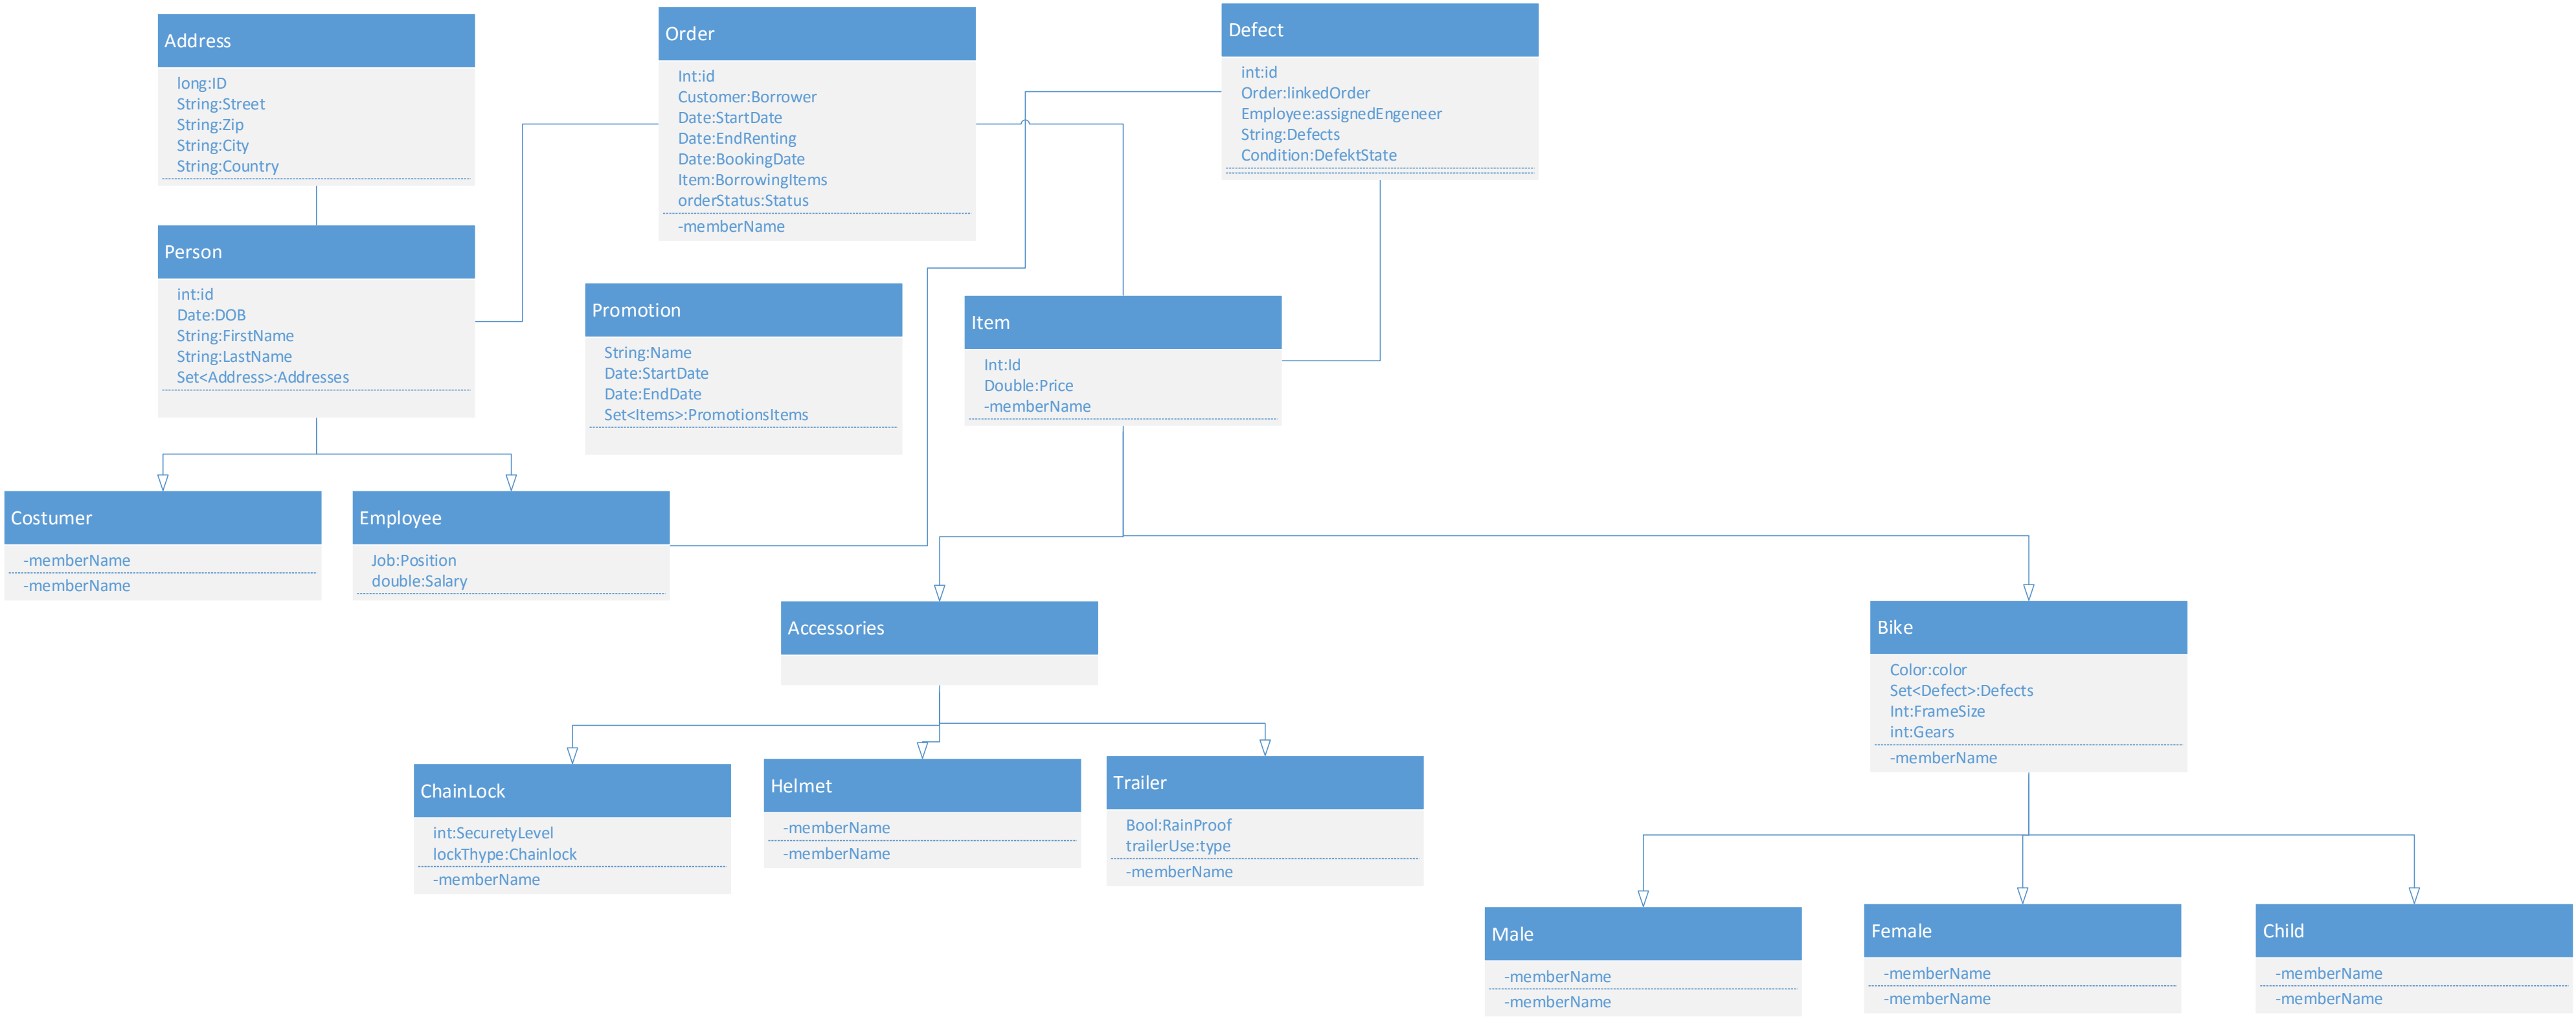 Address
long:ID
String:Street
String:Zip
String:City
String:Country
Order
Int:id
Customer:Borrower
Date:StartDate
Date:EndRenting
Date:BookingDate
Item:BorrowingItems
orderStatus:Status
-memberName
Defect
int:id
Order:linkedOrder
Employee:assignedEngeneer
String:Defects
Condition:DefektState
Person
int:id
Date:DOB
String:FirstName
String:LastName
Set<Address>:Addresses
Promotion
String:Name
Date:StartDate
Date:EndDate
Set<Items>:PromotionsItems
Item
Int:Id
Double:Price
-memberName
Costumer
-memberName
-memberName
Employee
Job:Position
double:Salary
Accessories
Bike
Color:color
Set<Defect>:Defects
Int:FrameSize
int:Gears
-memberName
ChainLock
int:SecuretyLevel
lockThype:Chainlock
-memberName
Helmet
-memberName
-memberName
Trailer
Bool:RainProof
trailerUse:type
-memberName
Male
-memberName
-memberName
Female
-memberName
-memberName
Child
-memberName
-memberName